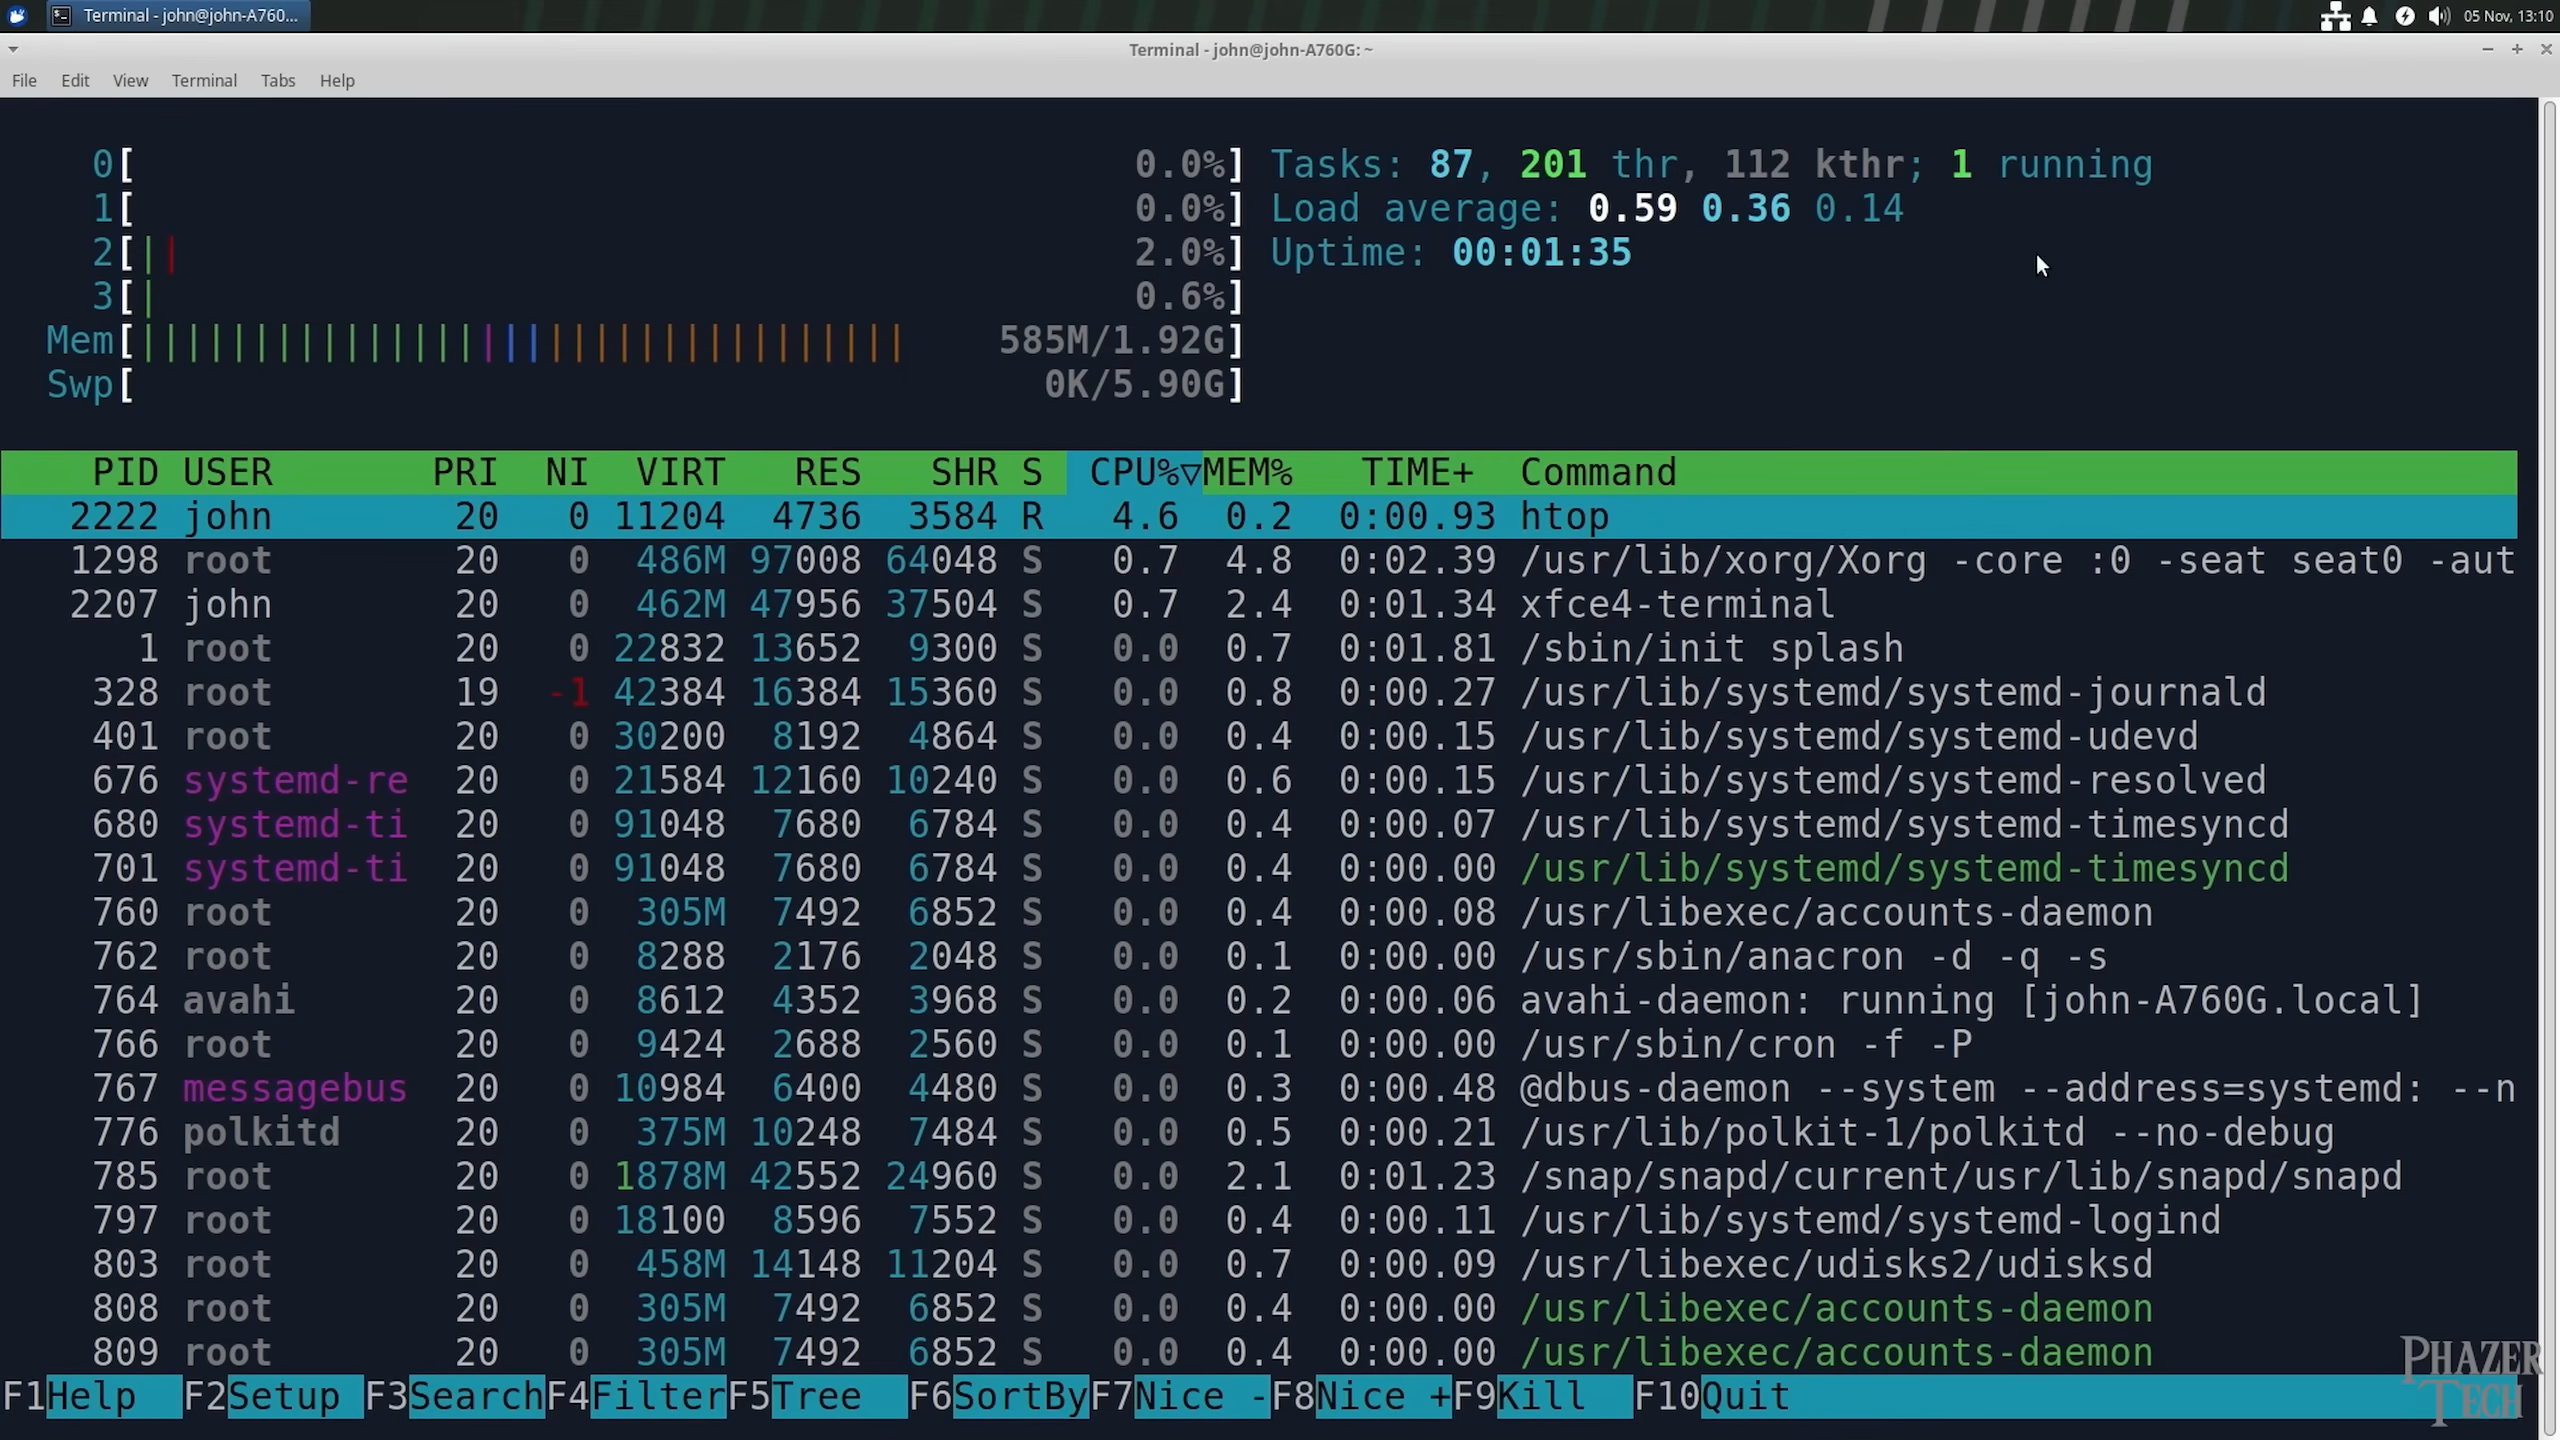 Terminal - john@john-A760...
05 Nov, 13:10
Terminal - john@john-A760G: ~
File Edit View Terminal Tabs Help
0[ 0.0%] Tasks: 87, 201 thr, 112 kthr; 1 running
1[ 0.0%] Load average: 0.59 0.36 0.14
2[|| 2.0%] Uptime: 00:01:35
3[| 0.6%]
Mem[||||||||||||||||||||||||||||||||| 585M/1.92G]
Swp[ 0K/5.90G]
PID USER PRI NI VIRT RES SHR S CPU%▽MEM% TIME+ Command
2222 john 20 0 11204 4736 3584 R 4.6 0.2 0:00.93 htop
1298 root 20 0 486M 97008 64048 S 0.7 4.8 0:02.39 /usr/lib/xorg/Xorg -core :0 -seat seat0 -aut
2207 john 20 0 462M 47956 37504 S 0.7 2.4 0:01.34 xfce4-terminal
1 root 20 0 22832 13652 9300 S 0.0 0.7 0:01.81 /sbin/init splash
328 root 19 -1 42384 16384 15360 S 0.0 0.8 0:00.27 /usr/lib/systemd/systemd-journald
401 root 20 0 30200 8192 4864 S 0.0 0.4 0:00.15 /usr/lib/systemd/systemd-udevd
676 systemd-re 20 0 21584 12160 10240 S 0.0 0.6 0:00.15 /usr/lib/systemd/systemd-resolved
680 systemd-ti 20 0 91048 7680 6784 S 0.0 0.4 0:00.07 /usr/lib/systemd/systemd-timesyncd
701 systemd-ti 20 0 91048 7680 6784 S 0.0 0.4 0:00.00 /usr/lib/systemd/systemd-timesyncd
760 root 20 0 305M 7492 6852 S 0.0 0.4 0:00.08 /usr/libexec/accounts-daemon
762 root 20 0 8288 2176 2048 S 0.0 0.1 0:00.00 /usr/sbin/anacron -d -q -s
764 avahi 20 0 8612 4352 3968 S 0.0 0.2 0:00.06 avahi-daemon: running [john-A760G.local]
766 root 20 0 9424 2688 2560 S 0.0 0.1 0:00.00 /usr/sbin/cron -f -P
767 messagebus 20 0 10984 6400 4480 S 0.0 0.3 0:00.48 @dbus-daemon --system --address=systemd: --n
776 polkitd 20 0 375M 10248 7484 S 0.0 0.5 0:00.21 /usr/lib/polkit-1/polkitd --no-debug
785 root 20 0 1878M 42552 24960 S 0.0 2.1 0:01.23 /snap/snapd/current/usr/lib/snapd/snapd
797 root 20 0 18100 8596 7552 S 0.0 0.4 0:00.11 /usr/lib/systemd/systemd-logind
803 root 20 0 458M 14148 11204 S 0.0 0.7 0:00.09 /usr/libexec/udisks2/udisksd
808 root 20 0 305M 7492 6852 S 0.0 0.4 0:00.00 /usr/libexec/accounts-daemon
809 root 20 0 305M 7492 6852 S 0.0 0.4 0:00.00 /usr/libexec/accounts-daemon
F1Help F2Setup F3SearchF4FilterF5Tree F6SortByF7Nice -F8Nice +F9Kill F10Quit
PHAZER
TECH